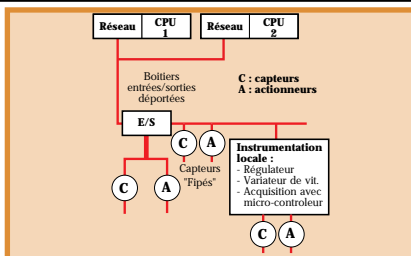 Réseau CPU 1 Réseau CPU 2
Boitiers
entrées/sorties
déportées
C : capteurs
A : actionneurs
E/S
C A
Capteurs
"Fipés"
C A
Instrumentation
locale :
- Régulateur
- Variateur de vit.
- Acquisition avec
micro-controleur
C A